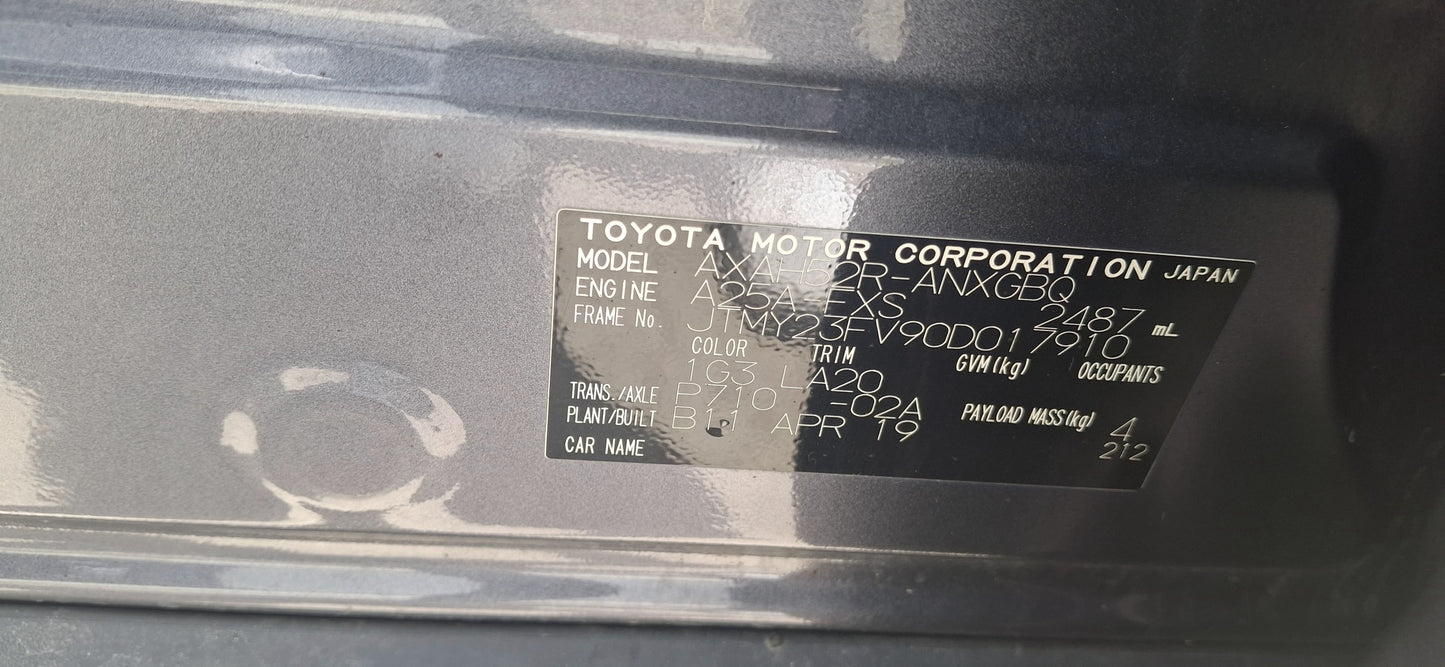 TOYOTA MOTOR CORPORATION JAPAN
MODEL AXAH52R-ANXGBQ
ENGINE A25A FXS 2487 mL
FRAME No. JTMY23FV90D017910
COLOR TRIM GVM(kg) OCCUPANTS
1G3 LA20
TRANS./AXLE P710 -02A PAYLOAD MASS(kg) 4
PLANT/BUILT B11 APR 19 212
CAR NAME